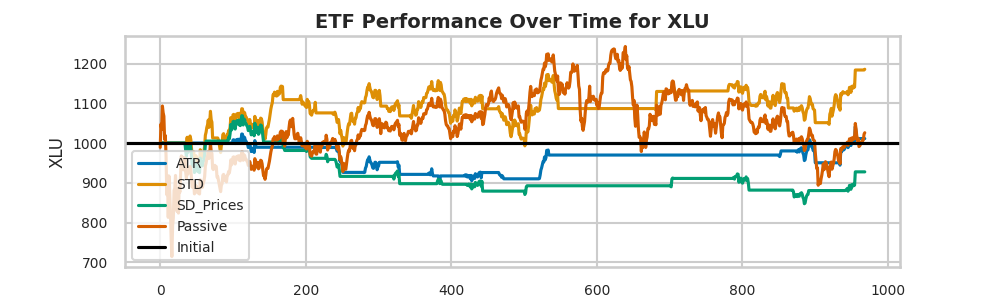 ETF Performance Over Time for XLU
XLU
1200
1100
1000
900
800
700
ATR
STD
SD_Prices
Passive
Initial
0
200
400
600
800
1000